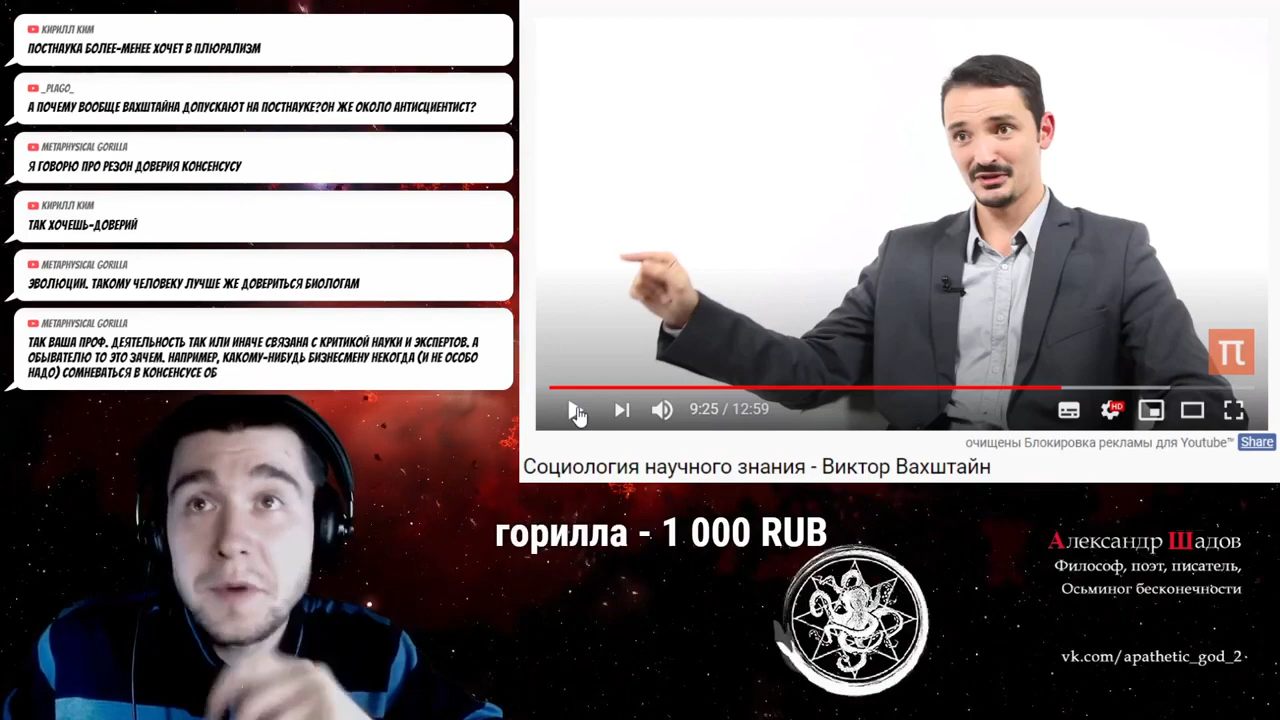 КИРИЛЛ КИМ
ПОСТНАУКА БОЛЕЕ-МЕНЕЕ ХОЧЕТ В ПЛЮРАЛИЗМ
_PLAGO_
А ПОЧЕМУ ВООБЩЕ ВАХШТАЙНА ДОПУСКАЮТ НА ПОСТНАУКЕ?ОН ЖЕ ОКОЛО АНТИСЦИЕНТИСТ?
METAPHYSICAL GORILLA
Я ГОВОРЮ ПРО РЕЗОН ДОВЕРИЯ КОНСЕНСУСУ
КИРИЛЛ КИМ
ТАК ХОЧЕШЬ-ДОВЕРИЙ
METAPHYSICAL GORILLA
ЭВОЛЮЦИИ. ТАКОМУ ЧЕЛОВЕКУ ЛУЧШЕ ЖЕ ДОВЕРИТЬСЯ БИОЛОГАМ
METAPHYSICAL GORILLA
ТАК ВАША ПРОФ. ДЕЯТЕЛЬНОСТЬ ТАК ИЛИ ИНАЧЕ СВЯЗАНА С КРИТИКОЙ НАУКИ И ЭКСПЕРТОВ. А
ОБЫВАТЕЛЮ ТО ЭТО ЗАЧЕМ. НАПРИМЕР, КАКОМУ-НИБУДЬ БИЗНЕСМЕНУ НЕКОГДА (И НЕ ОСОБО
НАДО) СОМНЕВАТЬСЯ В КОНСЕНСУСЕ ОБ
π
9:25 / 12:59
HD
очищены Блокировка рекламы для Youtube™ Share
Социология научного знания - Виктор Вахштайн
горилла - 1 000 RUB
Александр Шадов
Философ, поэт, писатель,
Осьминог бесконечности
vk.com/apathetic_god_2